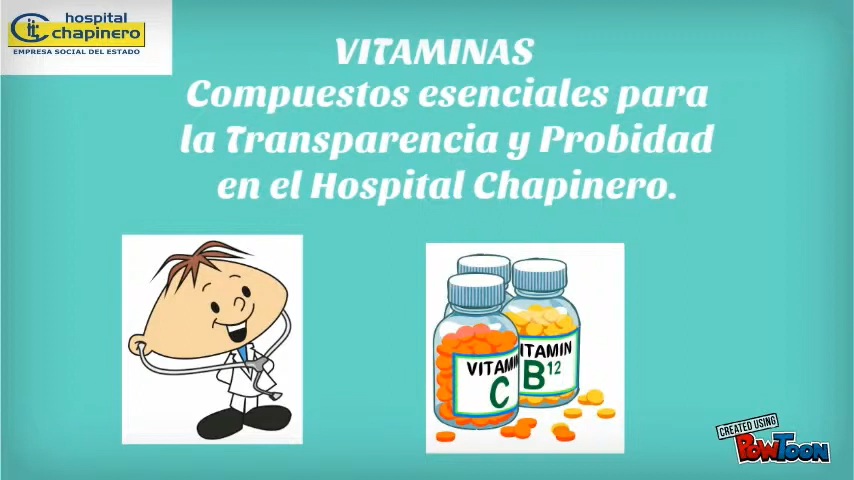 hospital
chapinero
EMPRESA SOCIAL DEL ESTADO
VITAMINAS
Compuestos esenciales para
la Transparencia y Probidad
en el Hospital Chapinero.
VITAMIN
C
ITAMIN
B12
CREATED USING
POWTOON